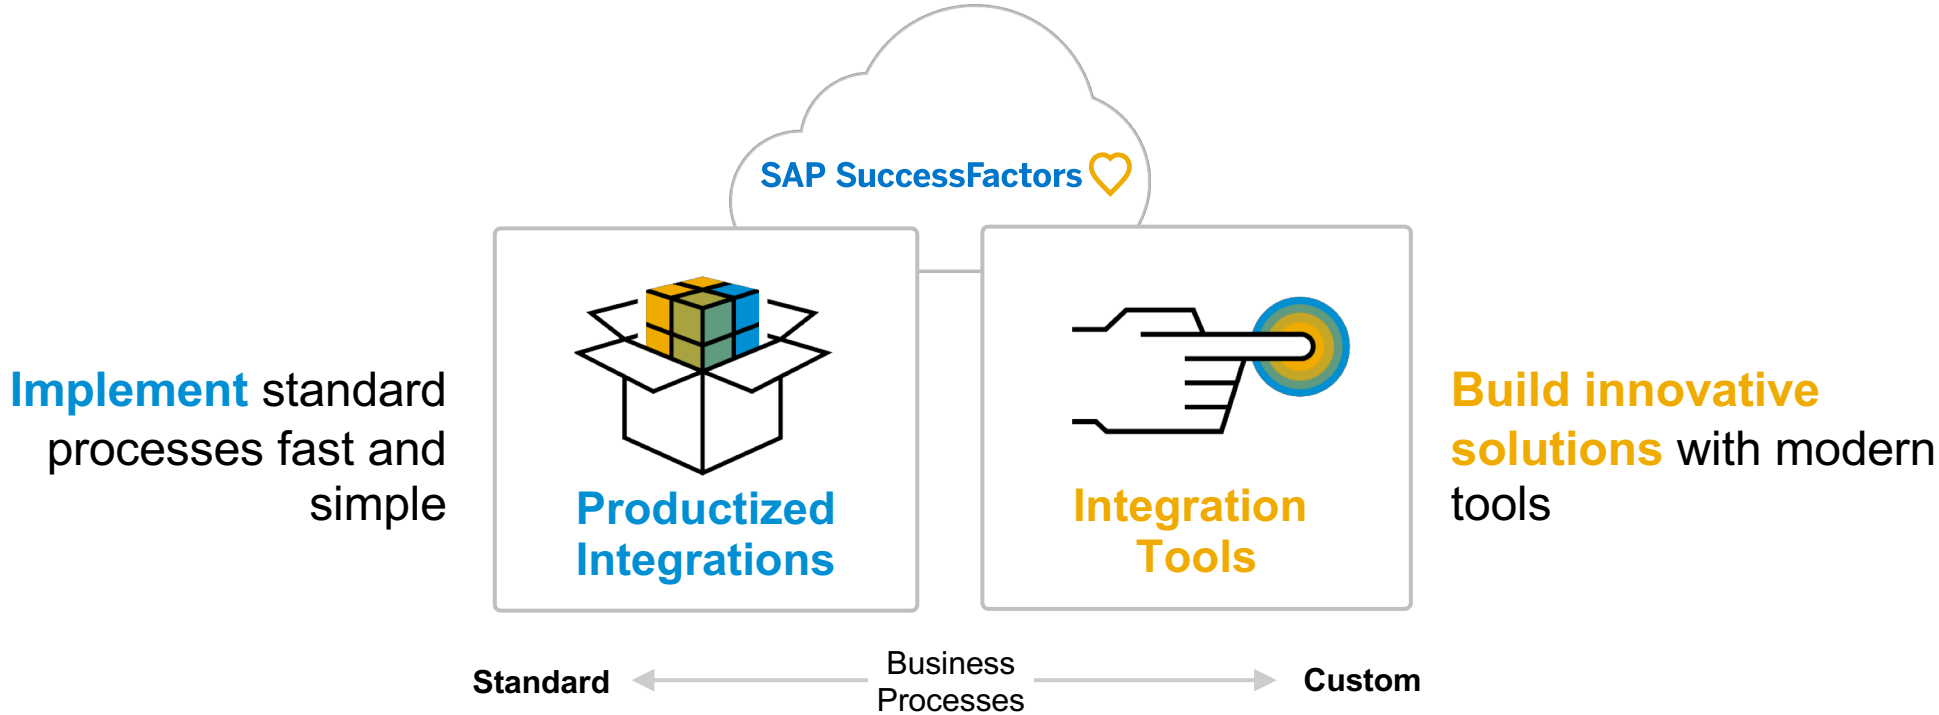 SAP SuccessFactors
Implement standard
processes fast and
simple
Productized
Integrations
Integration
Tools
Build innovative
solutions with modern
tools
Standard
Business
Processes
Custom